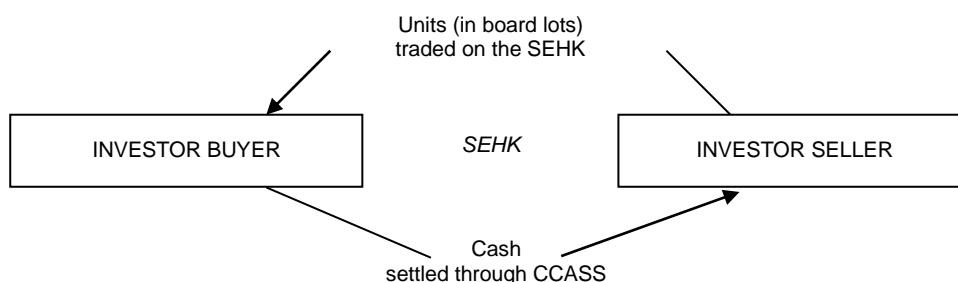 Units (in board lots)
traded on the SEHK
INVESTOR BUYER
SEHK
INVESTOR SELLER
Cash
settled through CCASS